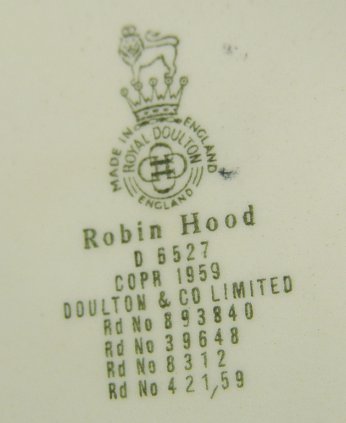 MADE IN ENGLAND
ROYAL DOULTON
ENGLAND
Robin Hood
D 6527
COPR 1959
DOULTON & CO LIMITED
Rd No 893840
Rd No 39648
Rd No 8312
Rd No 421,59